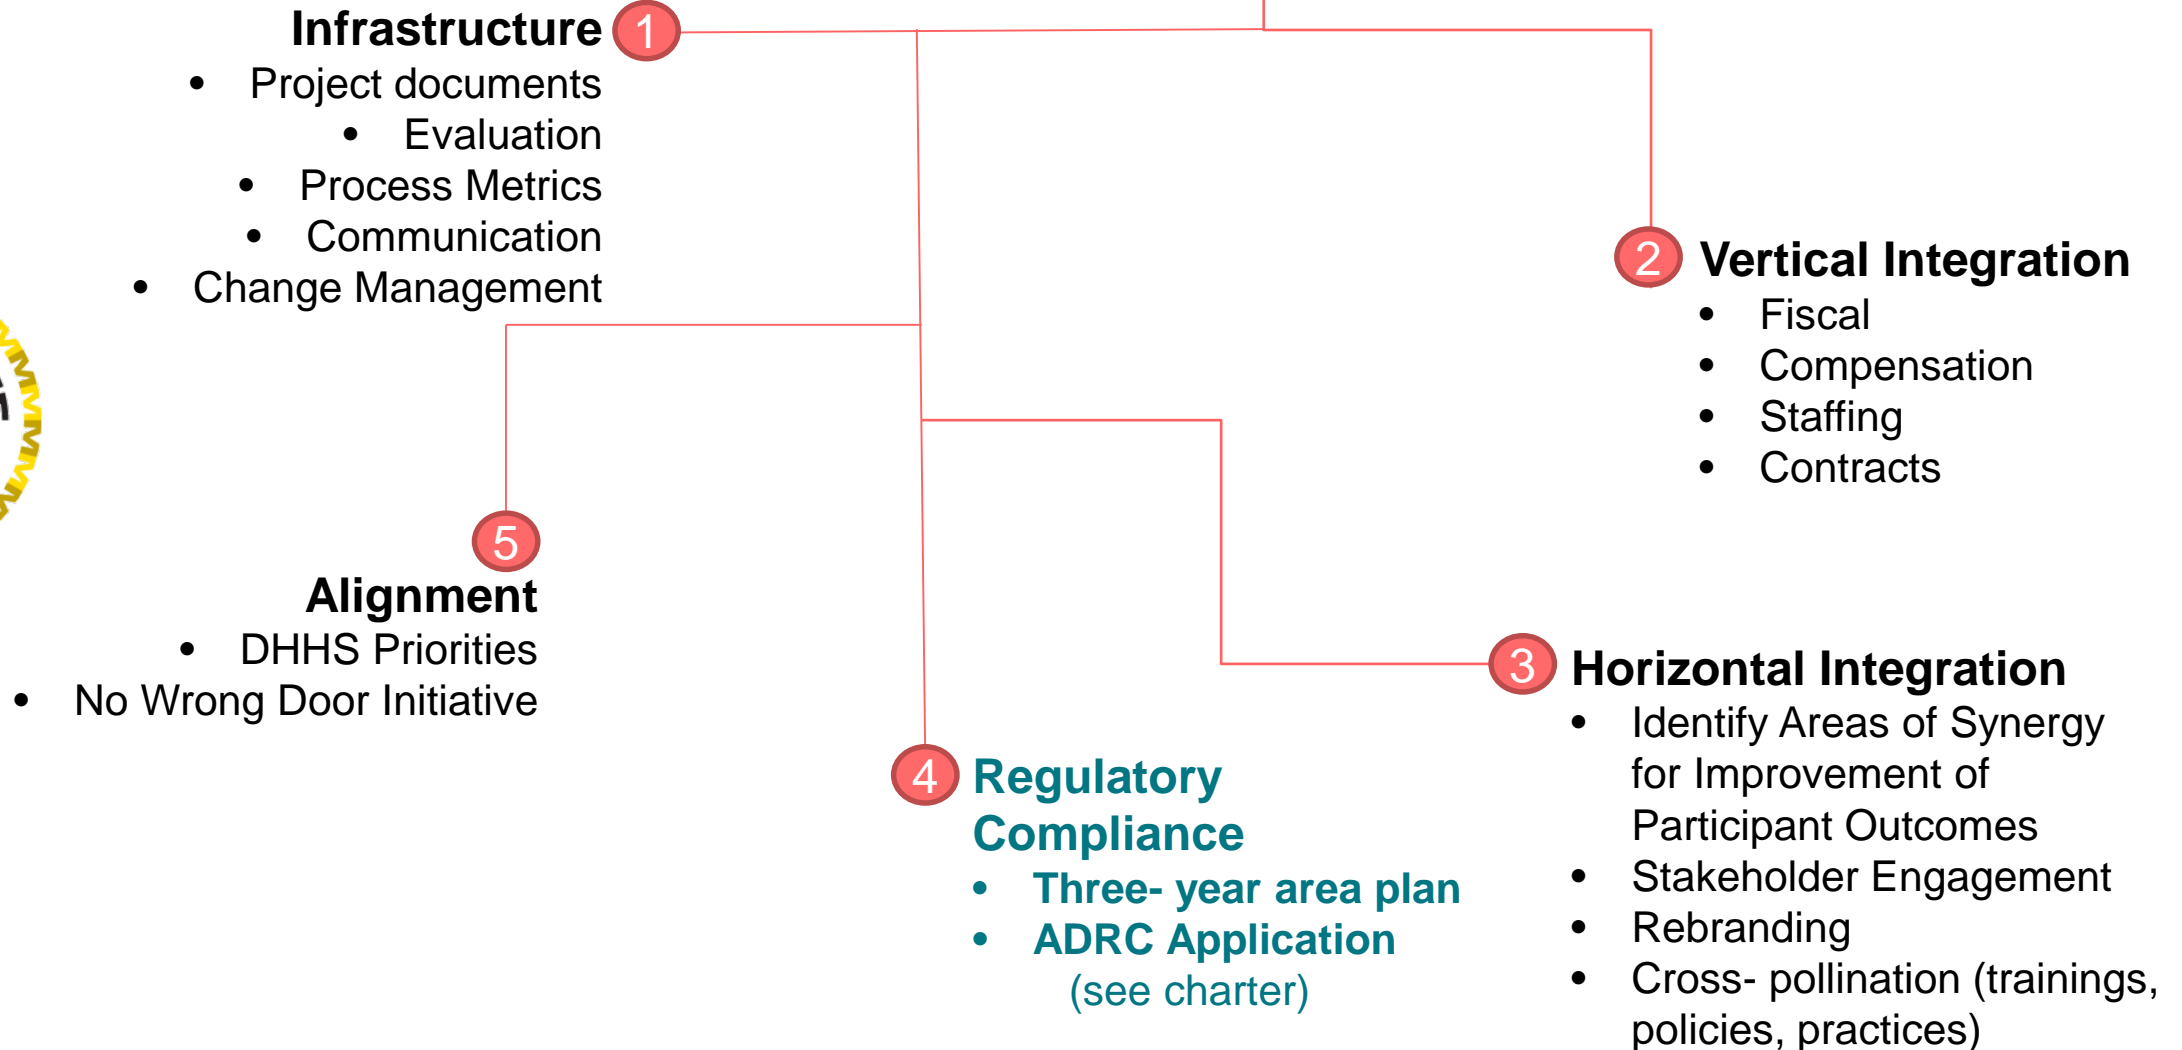 Infrastructure 1
• Project documents
• Evaluation
• Process Metrics
• Communication
• Change Management
2 Vertical Integration
• Fiscal
• Compensation
• Staffing
• Contracts
3 Horizontal Integration
• Identify Areas of Synergy
for Improvement of
Participant Outcomes
• Stakeholder Engagement
• Rebranding
• Cross- pollination (trainings,
policies, practices)
4 Regulatory
Compliance
• Three- year area plan
• ADRC Application
(see charter)
5
Alignment
• DHHS Priorities
• No Wrong Door Initiative